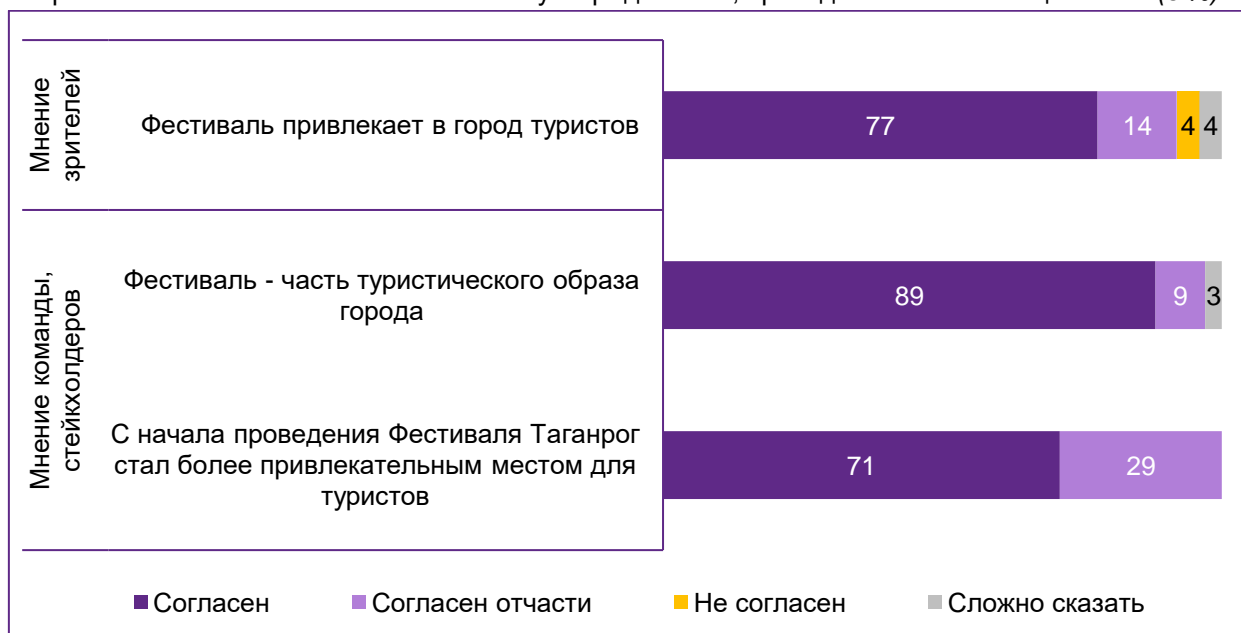 Мнение
зрителей
Фестиваль привлекает в город туристов
77
14
4
4
Мнение команды,
стейкхолдеров
Фестиваль - часть туристического образа
города
89
9
3
С начала проведения Фестиваля Таганрог
стал более привлекательным местом для
туристов
71
29
Согласен
Согласен отчасти
Не согласен
Сложно сказать